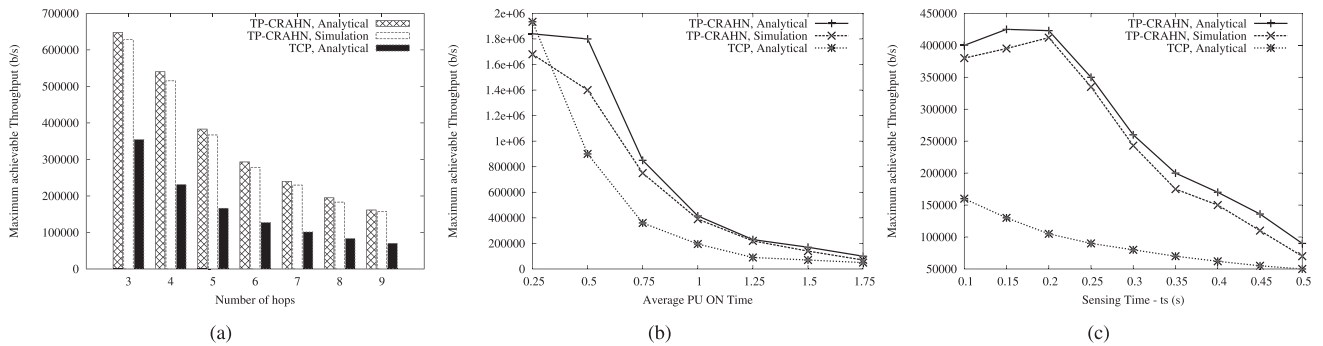 Maximum achievable Throughput (b/s)
700000
600000
500000
400000
300000
200000
100000
0
3 4 5 6 7 8 9
Number of hops
TP-CRAHN, Analytical
TP-CRAHN, Simulation
TCP, Analytical
(a)
Maximum achievable Throughput (b/s)
2e+06
1.8e+06
1.6e+06
1.4e+06
1.2e+06
1e+06
800000
600000
400000
200000
0
0.25 0.5 0.75 1 1.25 1.5 1.75
Average PU ON Time
TP-CRAHN, Analytical
TP-CRAHN, Simulation
TCP, Analytical
(b)
Maximum achievable Throughput (b/s)
450000
400000
350000
300000
250000
200000
150000
100000
50000
0.1 0.15 0.2 0.25 0.3 0.35 0.4 0.45 0.5
Sensing Time - ts (s)
TP-CRAHN, Analytical
TP-CRAHN, Simulation
TCP, Analytical
(c)